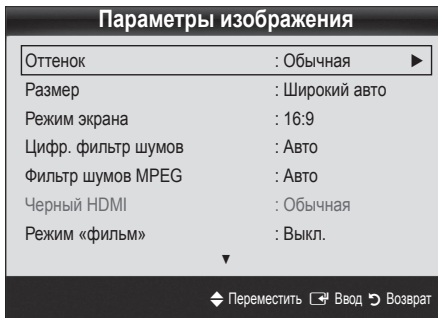 Параметры изображения
Оттенок : Обычная ►
Размер : Широкий авто
Режим экрана : 16:9
Цифр. фильтр шумов : Авто
Фильтр шумов MPEG : Авто
Черный HDMI : Обычная
Режим «фильм» : Выкл.
▼
Переместить Ввод Возврат